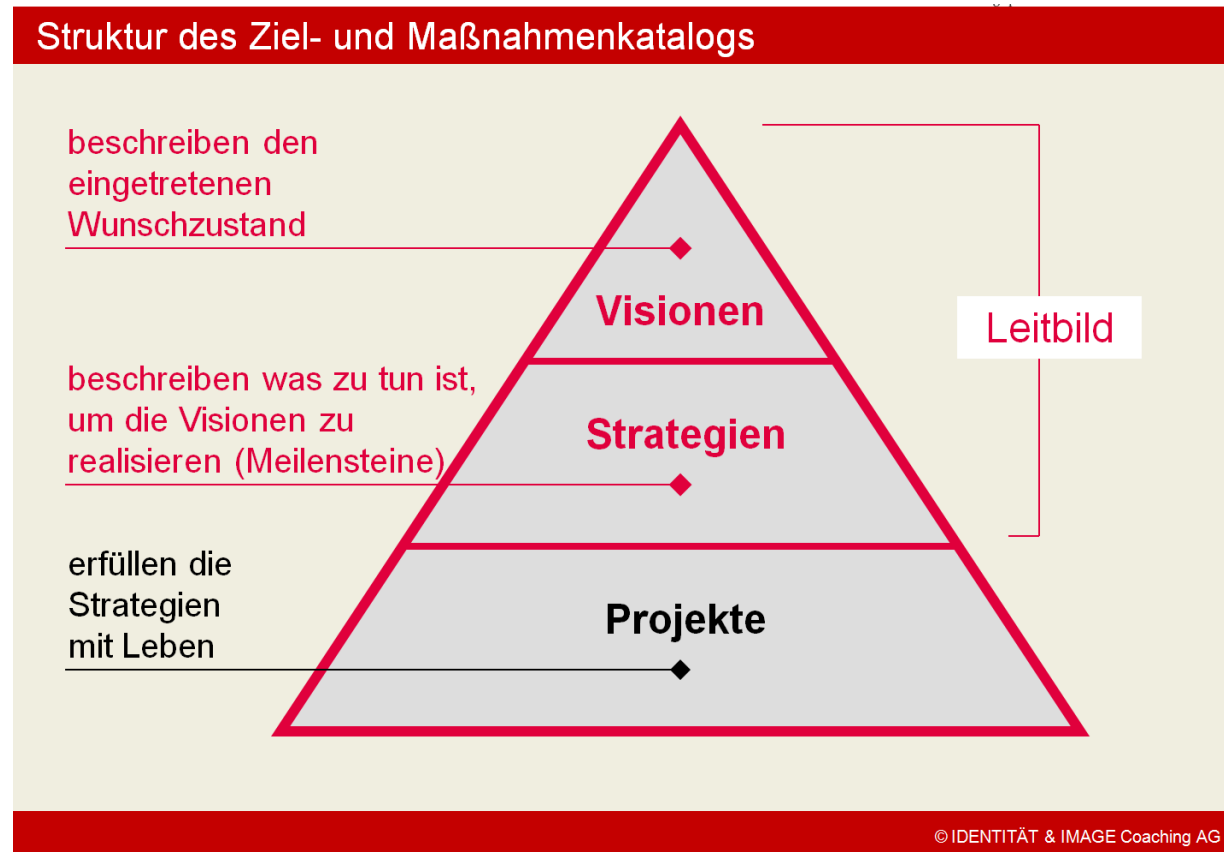 Struktur des Ziel- und Maßnahmenkatalogs
beschreiben den
eingetretenen
Wunschzustand
Visionen
Leitbild
beschreiben was zu tun ist,
um die Visionen zu
realisieren (Meilensteine)
Strategien
erfüllen die
Strategien
mit Leben
Projekte
© IDENTITÄT & IMAGE Coaching AG